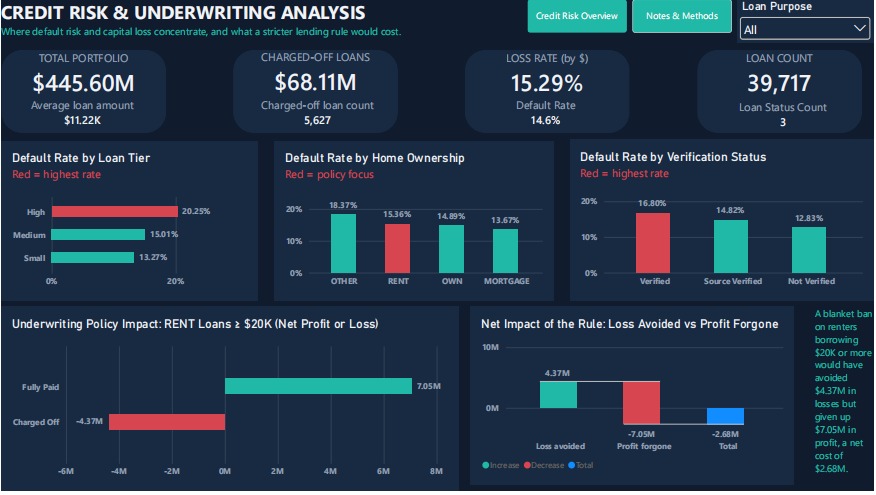 CREDIT RISK & UNDERWRITING ANALYSIS
Where default risk and capital loss concentrate, and what a stricter lending rule would cost.
Credit Risk Overview
Notes & Methods
Loan Purpose
All
TOTAL PORTFOLIO
$445.60M
Average loan amount
$11.22K
CHARGED-OFF LOANS
$68.11M
Charged-off loan count
5,627
LOSS RATE (by $)
15.29%
Default Rate
14.6%
LOAN COUNT
39,717
Loan Status Count
3
Default Rate by Loan Tier
Red = highest rate
High
20.25%
Medium
15.01%
Small
13.27%
0%
20%
Default Rate by Home Ownership
Red = policy focus
20%
10%
0%
18.37%
15.36%
14.89%
13.67%
OTHER
RENT
OWN
MORTGAGE
Default Rate by Verification Status
Red = highest rate
20%
10%
0%
16.80%
14.82%
12.83%
Verified
Source Verified
Not Verified
Underwriting Policy Impact: RENT Loans ≥ $20K (Net Profit or Loss)
Fully Paid
7.05M
Charged Off
-4.37M
-6M
-4M
-2M
0M
2M
4M
6M
8M
Net Impact of the Rule: Loss Avoided vs Profit Forgone
10M
0M
4.37M
-7.05M
-2.68M
Loss avoided
Profit forgone
Total
Increase
Decrease
Total
A blanket ban
on renters
borrowing
$20K or more
would have
avoided
$4.37M in
losses but
given up
$7.05M in
profit, a net
cost of
$2.68M.